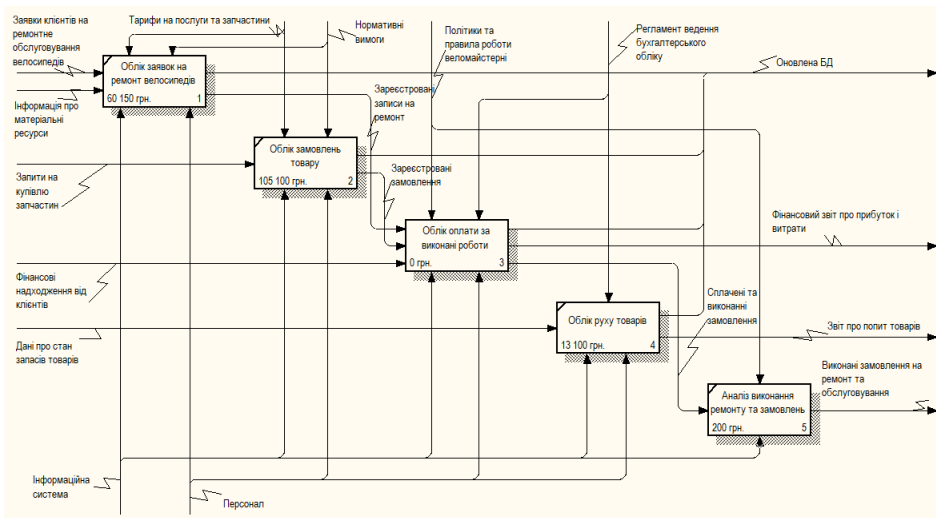 Заявки клієнтів на
ремонтне
обслуговування
велосипедів
Тарифи на послуги та запчастини
Нормативні
вимоги
Політики та
правила роботи
веломайстерні
Регламент ведення
бухгалтерського
обліку
Оновлена БД
Облік заявок на
ремонт велосипедів
60 150 грн. 1
Інформація про
матеріальні
ресурси
Зареєстровані
записи на
ремонт
Облік замовлень
товару
105 100 грн. 2
Запити на
купівлю
запчастин
Зареєстровані
замовлення
Облік оплати за
виконані роботи
0 грн. 3
Фінансовий звіт про прибуток і
витрати
Фінансові
надходження від
клієнтів
Сплачені та
виконанні
замовлення
Облік руху товарів
13 100 грн. 4
Звіт про попит товарів
Дані про стан
запасів товарів
Виконані замовлення на
ремонт та
обслуговування
Аналіз виконання
ремонту та замовлень
200 грн. 5
Інформаційна
система
Персонал